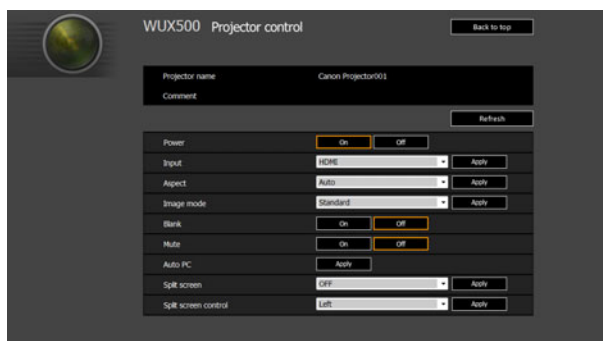 WUX500 Projector control Back to top
Projector name Canon Projector001
Comment
Refresh
Power On Off
Input HDMI Apply
Aspect Auto Apply
Image mode Standard Apply
Blank On Off
Mute On Off
Auto PC Apply
Split screen OFF Apply
Split screen control Left Apply